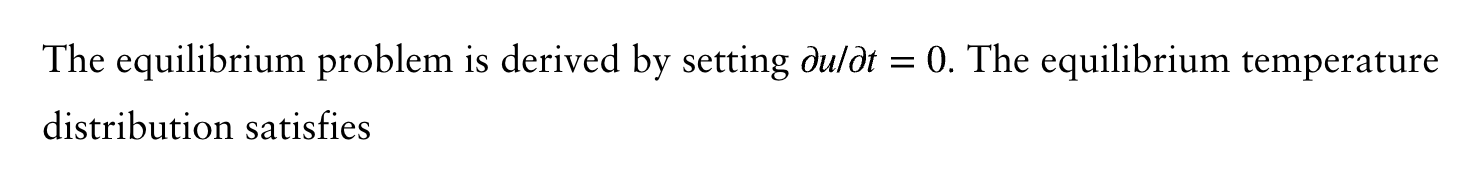 The equilibrium problem is derived by setting ∂u/∂t = 0. The equilibrium temperature
distribution satisfies